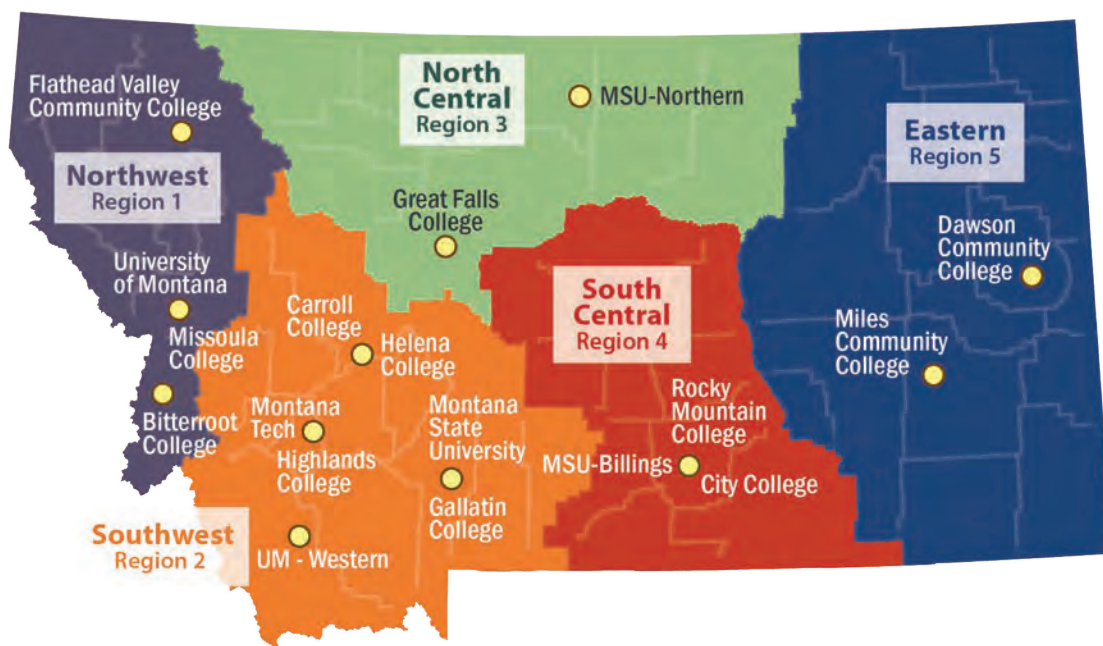 Flathead Valley
Community College
Northwest
Region 1
University
of Montana
Missoula
College
Bitterroot
College
North
Central
Region 3
MSU-Northern
Great Falls
College
Eastern
Region 5
Dawson
Community
College
Miles
Community
College
South
Central
Region 4
Rocky
Mountain
College
MSU-Billings
City College
Carroll
College
Helena
College
Montana
Tech
Highlands
College
Montana
State
University
Gallatin
College
Southwest
Region 2
UM - Western